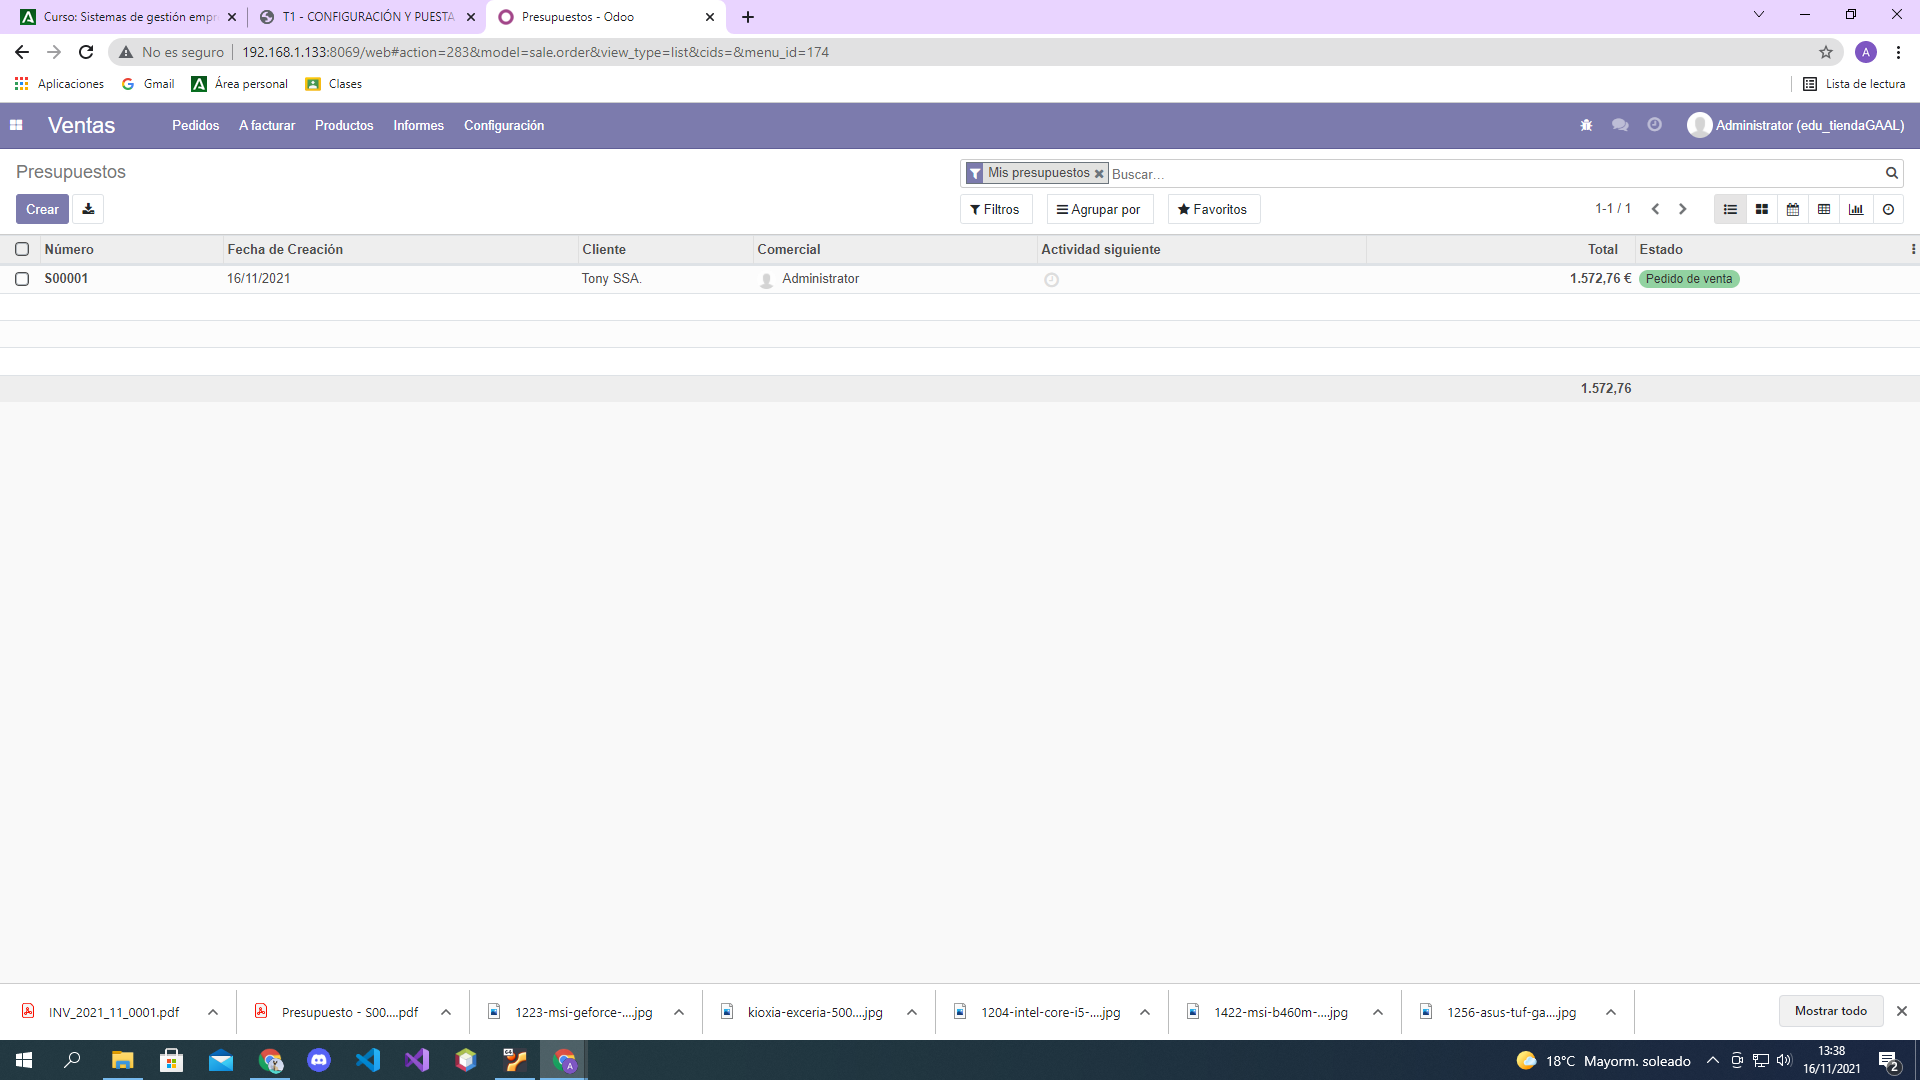 Curso: Sistemas de gestión empr
T1 - CONFIGURACIÓN Y PUESTA
Presupuestos - Odoo
No es seguro
192.168.1.133:8069/web#action=283&model=sale.order&view_type=list&cids=&menu_id=174
A
Aplicaciones
Gmail
Área personal
Clases
Lista de lectura
Ventas
Pedidos
A facturar
Productos
Informes
Configuración
Administrator (edu_tiendaGAAL)
Presupuestos
Mis presupuestos
Buscar...
Crear
Filtros
Agrupar por
Favoritos
1-1 / 1
Número
Fecha de Creación
Cliente
Comercial
Actividad siguiente
Total
Estado
S00001
16/11/2021
Tony SSA.
Administrator
1.572,76 €
Pedido de venta
1.572,76
INV_2021_11_0001.pdf
Presupuesto - S00....pdf
1223-msi-geforce-....jpg
kioxia-exceria-500....jpg
1204-intel-core-i5-....jpg
1422-msi-b460m-....jpg
1256-asus-tuf-ga....jpg
Mostrar todo
18°C Mayorm. soleado
13:38
16/11/2021
2